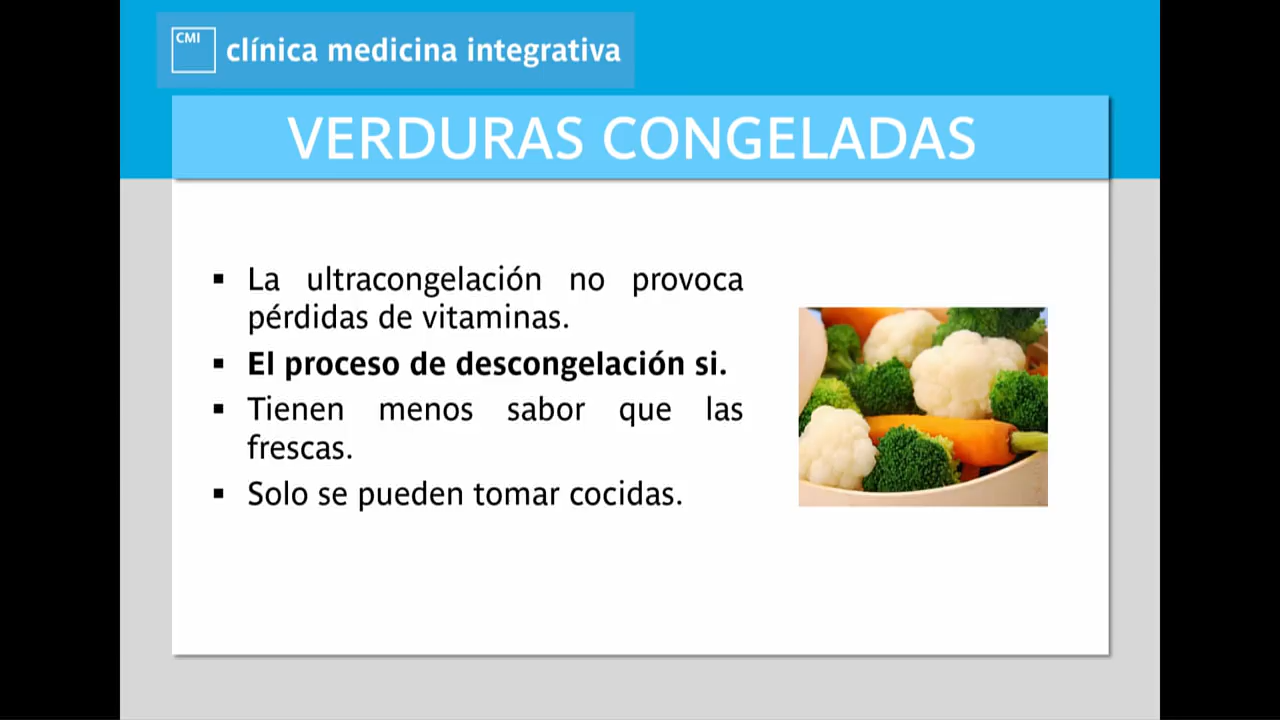 CMI
clínica medicina integrativa
VERDURAS CONGELADAS
▪ La ultracongelación no provoca
pérdidas de vitaminas.
▪ El proceso de descongelación si.
▪ Tienen menos sabor que las
frescas.
▪ Solo se pueden tomar cocidas.